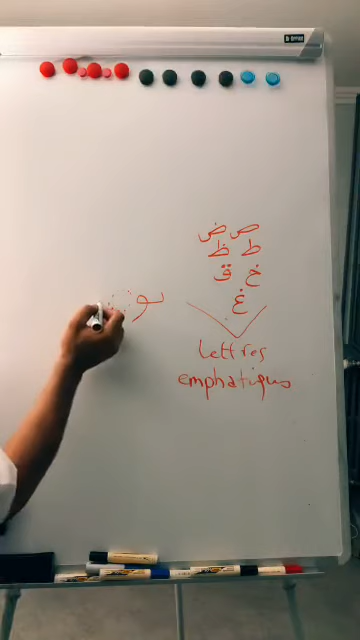 ص ض
ط ظ
خ ق
غ
lettres
emphatiques